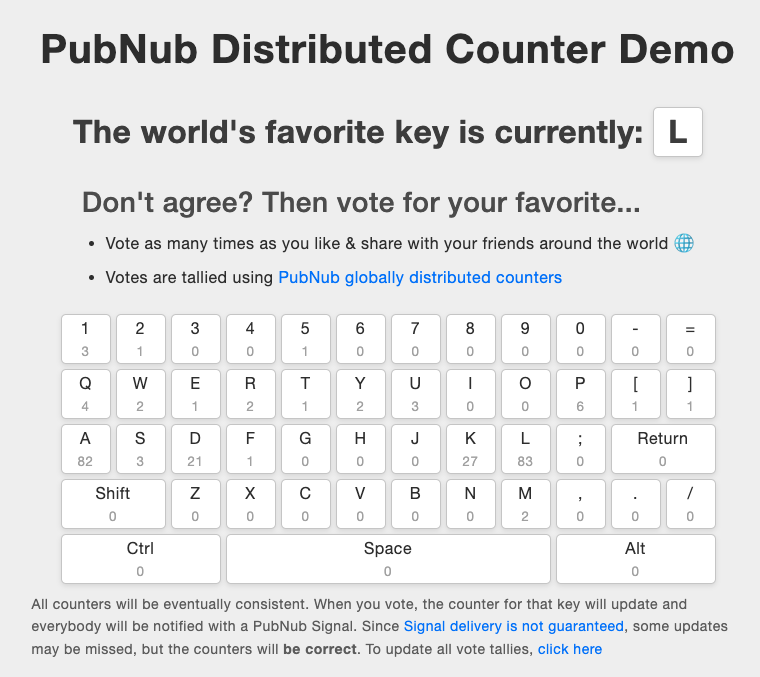 PubNub Distributed Counter Demo
The world's favorite key is currently: L
Don't agree? Then vote for your favorite...
• Vote as many times as you like & share with your friends around the world 🌐
• Votes are tallied using PubNub globally distributed counters
1 2 3 4 5 6 7 8 9 0 - =
3 1 0 0 1 0 0 0 0 0 0 0
Q W E R T Y U I O P [ ]
4 2 1 2 1 2 3 0 0 6 1 1
A S D F G H J K L ; Return
82 3 21 1 0 0 0 27 83 0 0
Shift Z X C V B N M , . /
0 0 0 0 0 0 0 2 0 0 0
Ctrl Space Alt
0 0 0
All counters will be eventually consistent. When you vote, the counter for that key will update and
everybody will be notified with a PubNub Signal. Since Signal delivery is not guaranteed, some updates
may be missed, but the counters will be correct. To update all vote tallies, click here